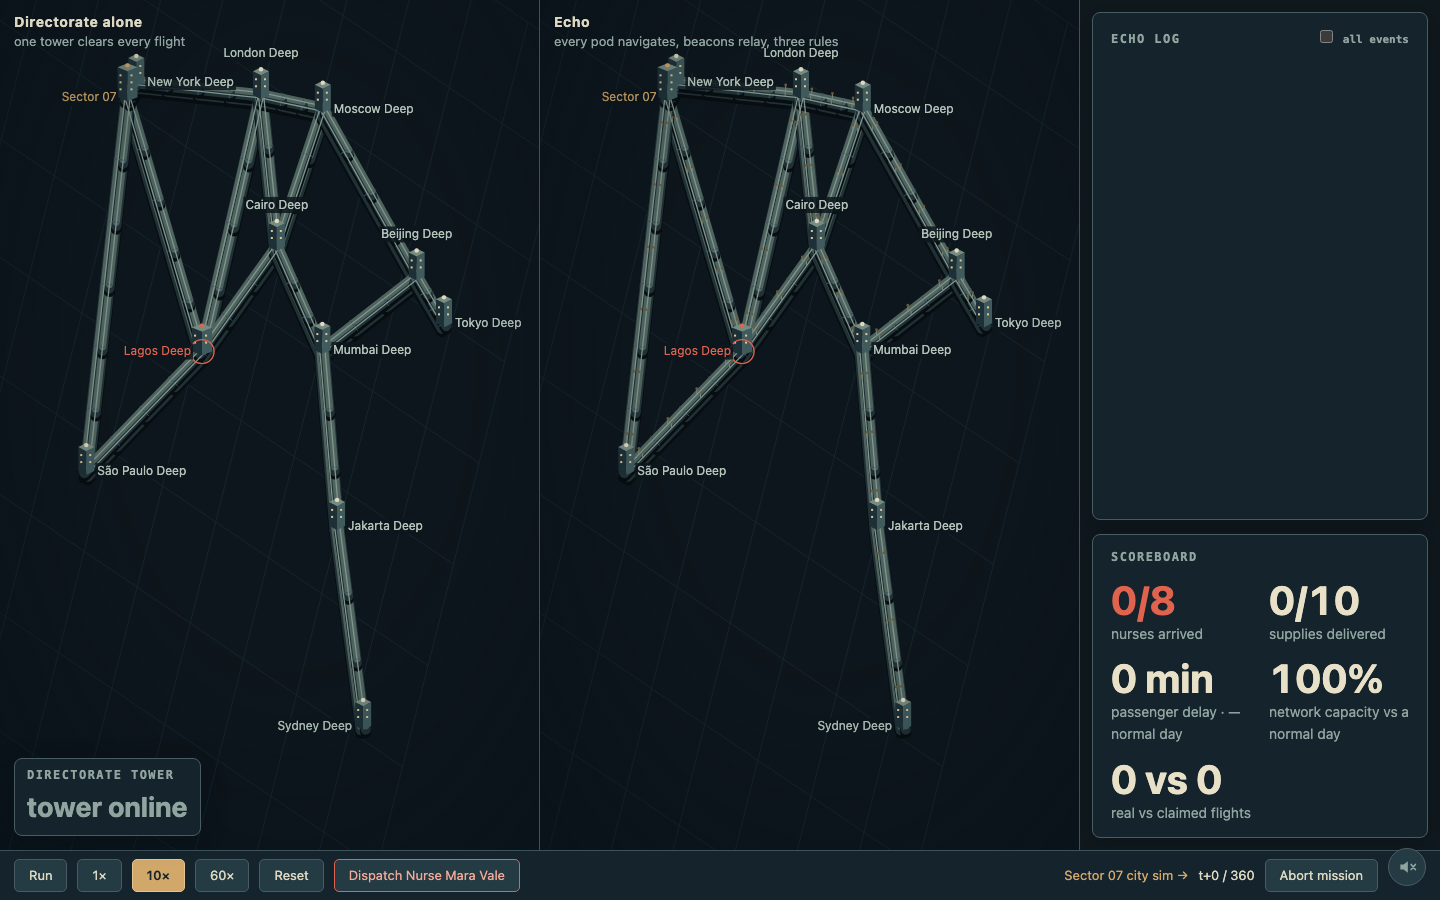 Directorate alone
one tower clears every flight
London Deep
New York Deep
Sector 07
Moscow Deep
Cairo Deep
Beijing Deep
Tokyo Deep
Lagos Deep
Mumbai Deep
São Paulo Deep
Jakarta Deep
Sydney Deep
DIRECTORATE TOWER
tower online
Echo
every pod navigates, beacons relay, three rules
London Deep
New York Deep
Sector 07
Moscow Deep
Cairo Deep
Beijing Deep
Tokyo Deep
Lagos Deep
Mumbai Deep
São Paulo Deep
Jakarta Deep
Sydney Deep
ECHO LOG
all events
SCOREBOARD
0/8
nurses arrived
0/10
supplies delivered
0 min
passenger delay · —
normal day
100%
network capacity vs a
normal day
0 vs 0
real vs claimed flights
Run
1×
10×
60×
Reset
Dispatch Nurse Mara Vale
Sector 07 city sim →
t+0 / 360
Abort mission